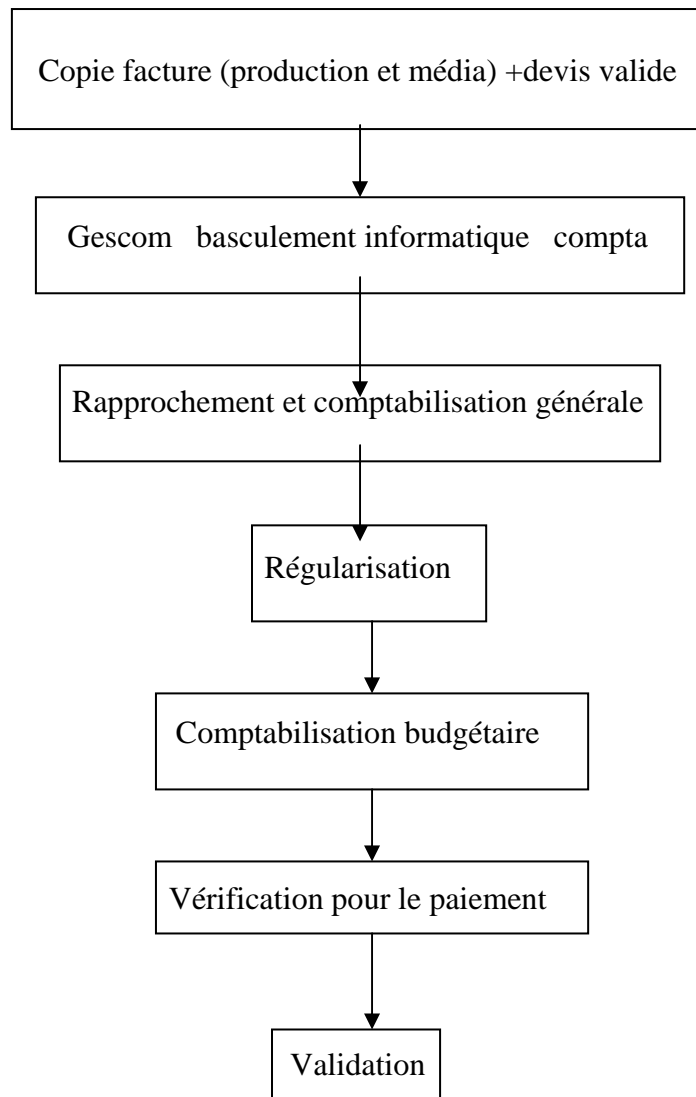 Copie facture (production et média) +devis valide
Gescom basculement informatique compta
Rapprochement et comptabilisation générale
Régularisation
Comptabilisation budgétaire
Vérification pour le paiement
Validation